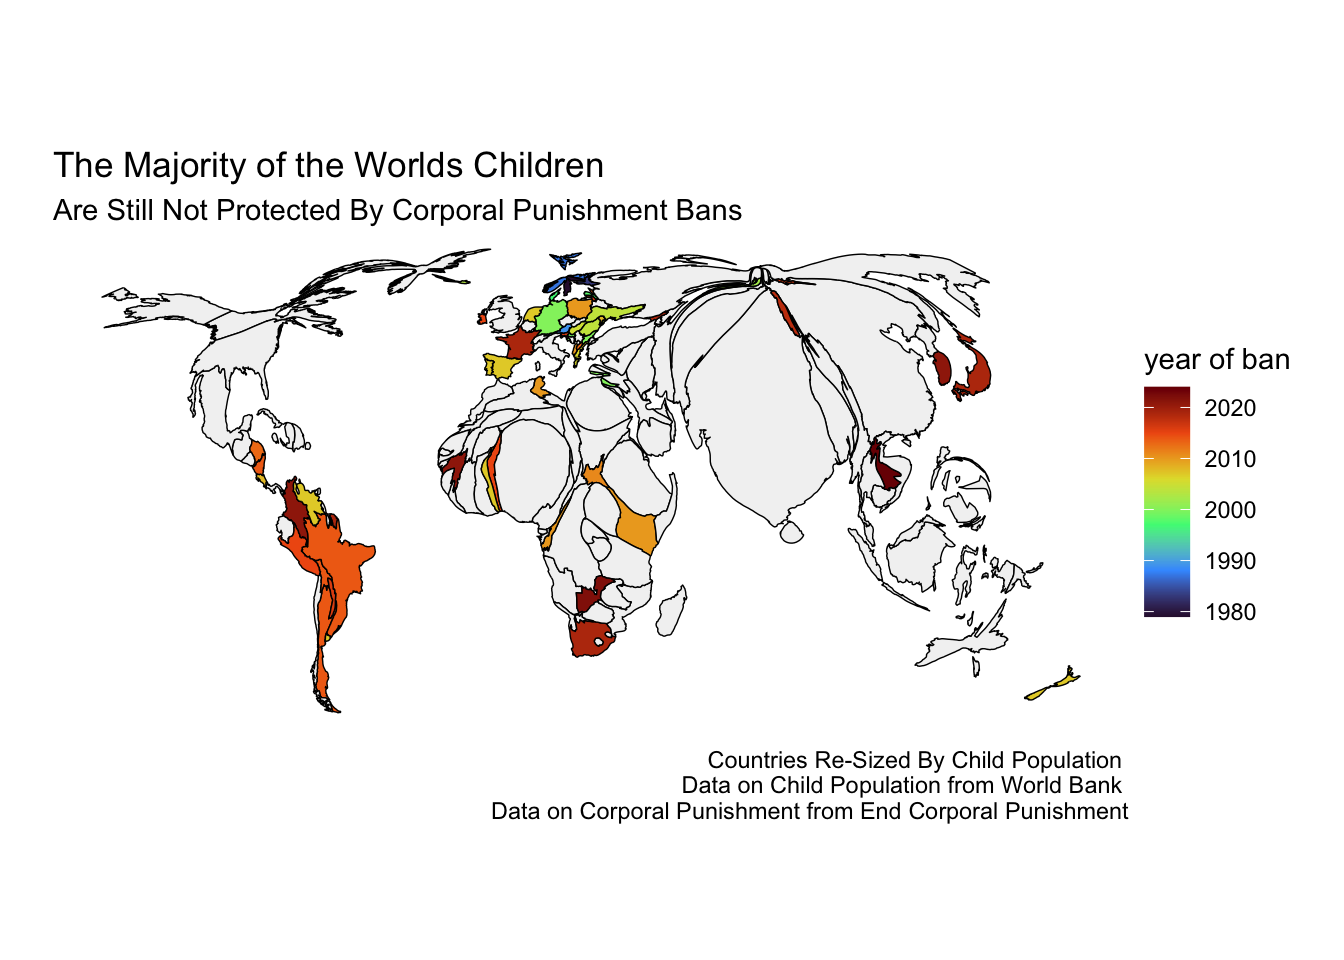 The Majority of the Worlds Children
Are Still Not Protected By Corporal Punishment Bans
year of ban
2020
2010
2000
1990
1980
Countries Re-Sized By Child Population
Data on Child Population from World Bank
Data on Corporal Punishment from End Corporal Punishment